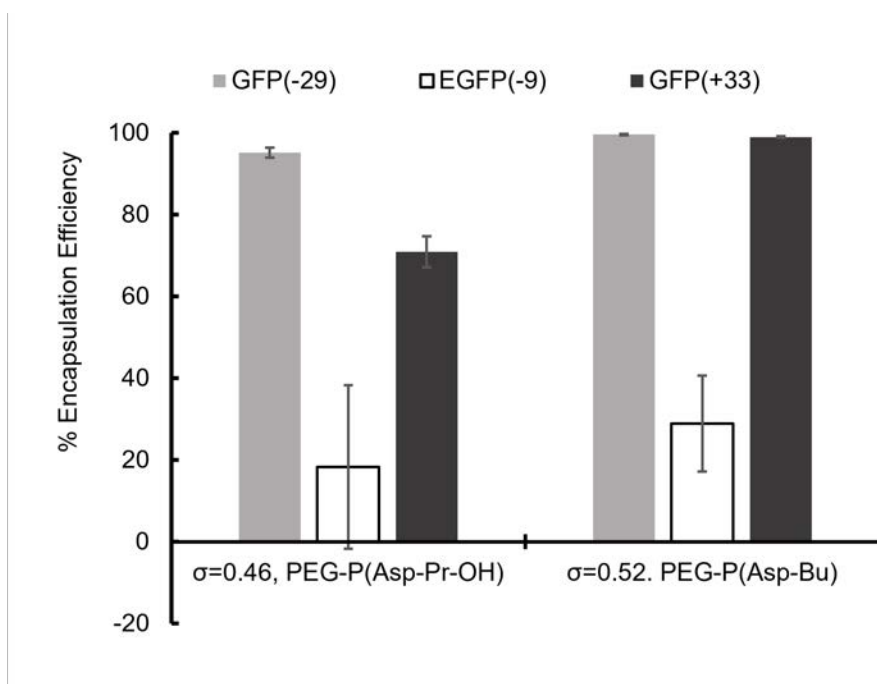 GFP(-29) EGFP(-9) GFP(+33)
100
80
60
40
20
0
-20
% Encapsulation Efficiency
σ=0.46, PEG-P(Asp-Pr-OH) σ=0.52. PEG-P(Asp-Bu)